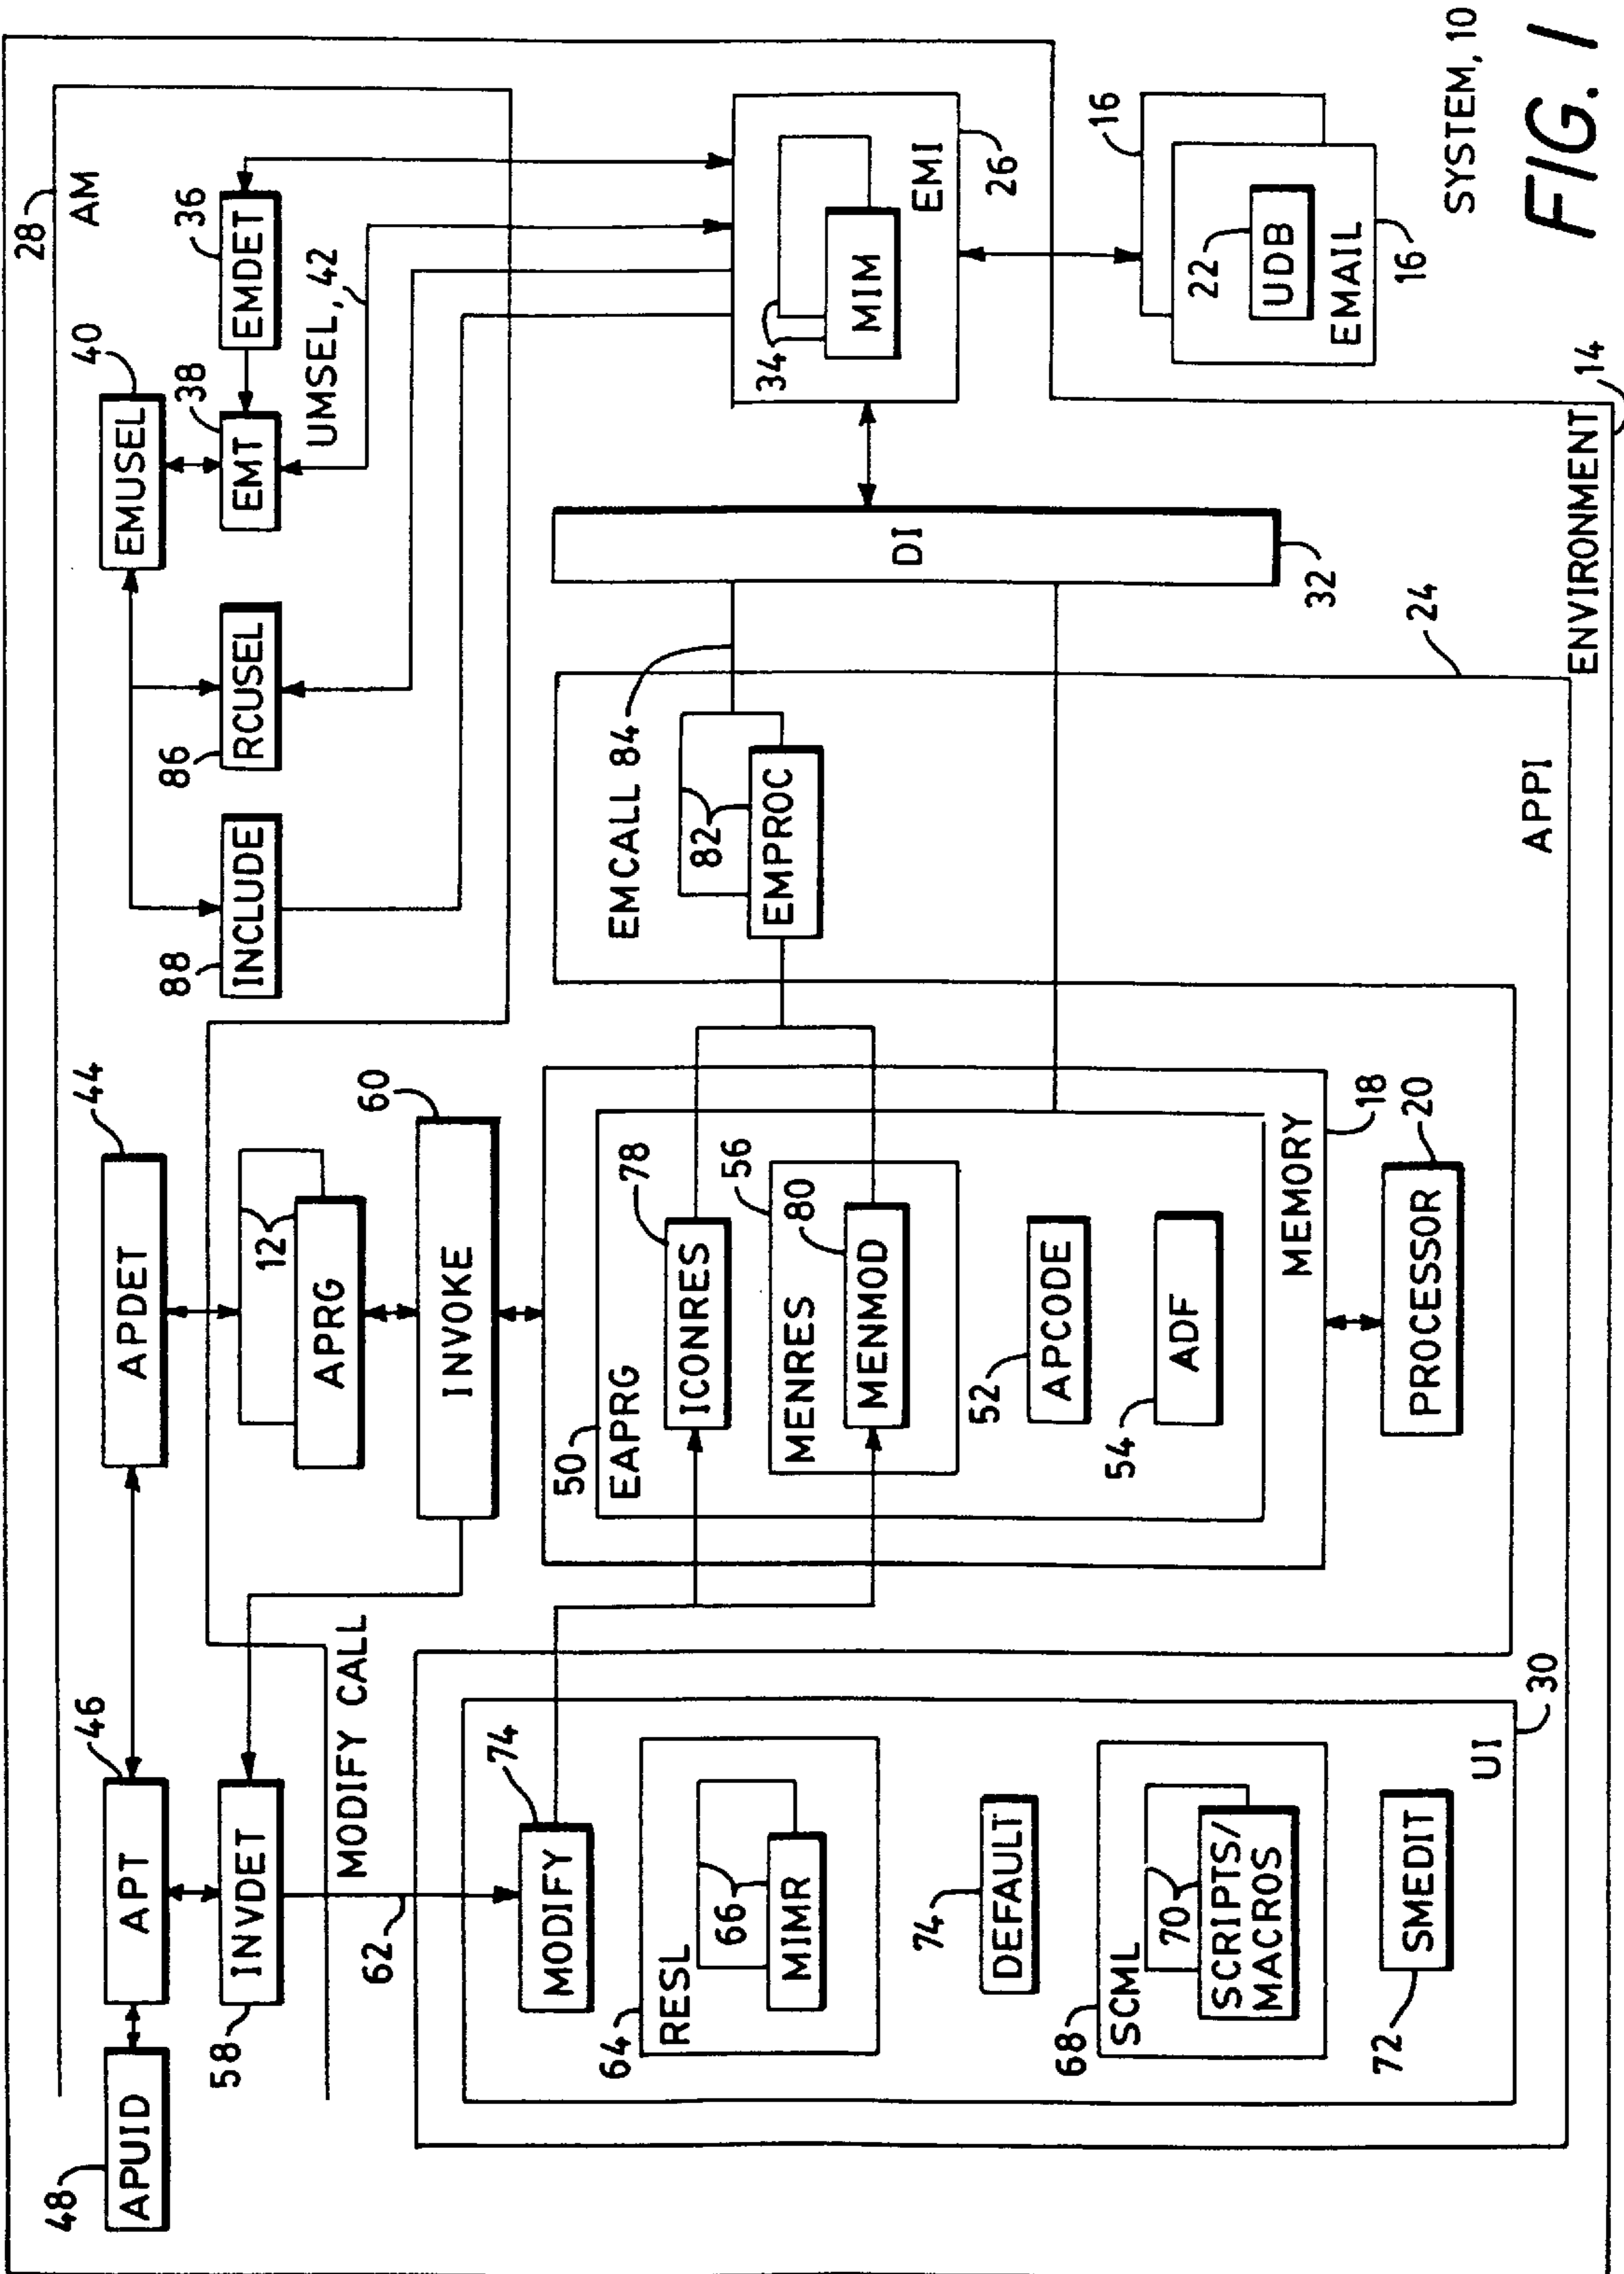 28
AM
48
APUID
46
APT
44
APDET
40
EMUSEL
58
INVDET
88
INCLUDE
86
RCUSEL
38
EMT
36
EMDET
UMSEL, 42
12
APRG
MODIFY CALL
62
60
INVOKE
74
MODIFY
64
RESL
66
MIMR
74
DEFAULT
68
SCML
70
SCRIPTS/
MACROS
72
SMEDIT
UI
30
50
EAPRG
78
ICONRES
56
MENRES
80
MENMOD
52
APCODE
54
ADF
MEMORY
18
20
PROCESSOR
EMCALL 84
82
EMPROC
APPI
24
DI
32
34
MIM
EMI
26
16
22
UDB
EMAIL
16
ENVIRONMENT
14
SYSTEM, 10
FIG. 1